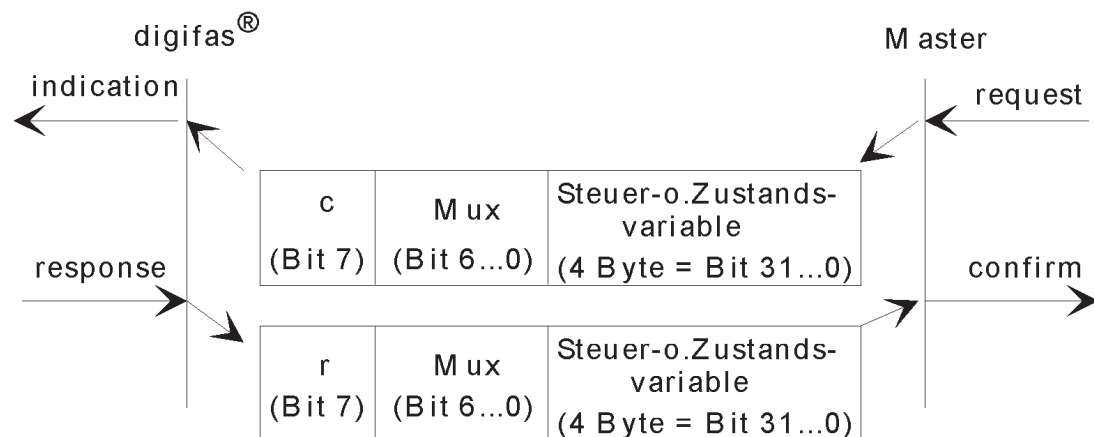 digifas®
Master
indication
request
c
Mux
Steuer-o.Zustands-
variable
(Bit 7)
(Bit 6...0)
(4 Byte = Bit 31...0)
response
confirm
r
Mux
Steuer-o.Zustands-
variable
(Bit 7)
(Bit 6...0)
(4 Byte = Bit 31...0)